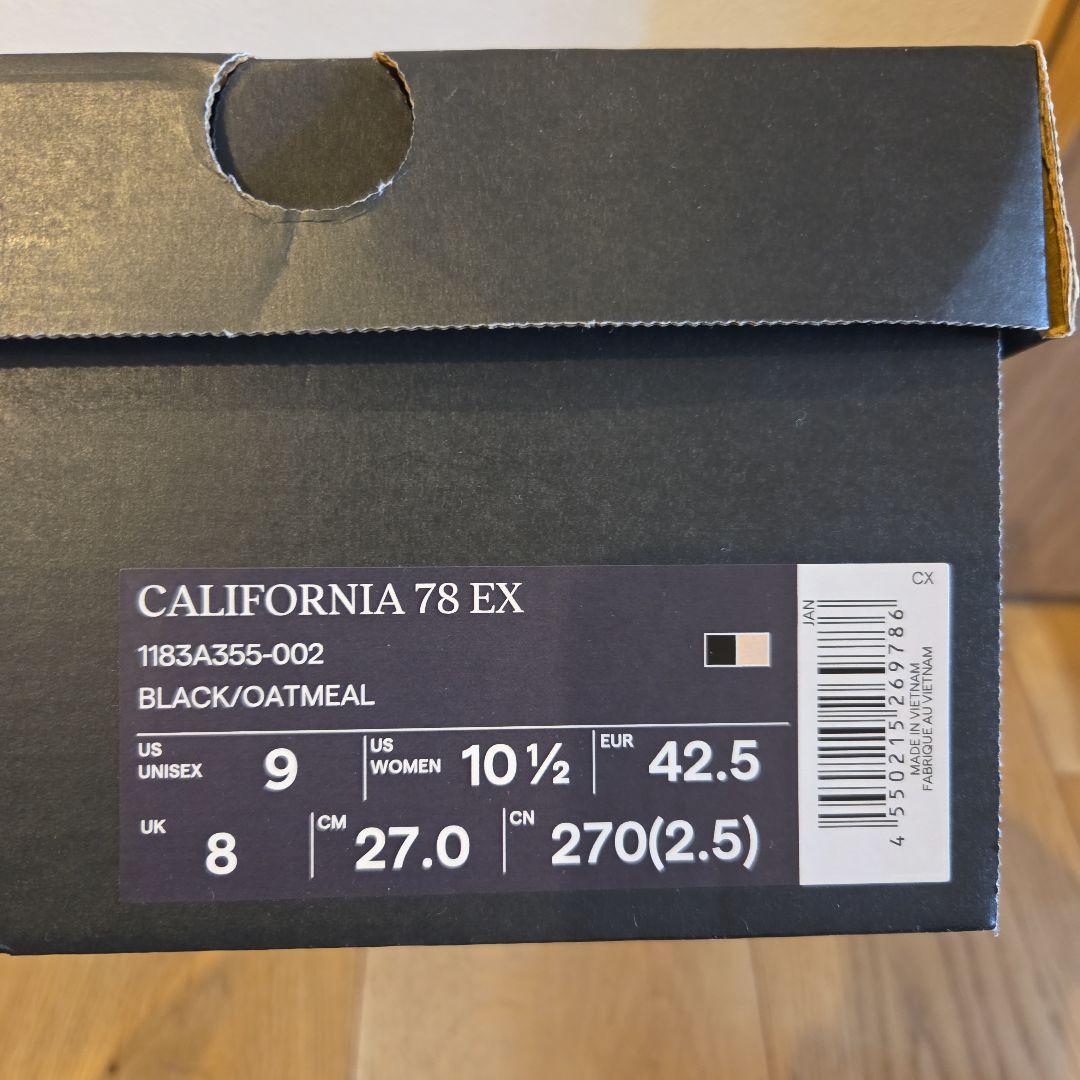 CALIFORNIA 78 EX
1183A355-002
BLACK/OATMEAL
US UNISEX 9
US WOMEN 10 ½
EUR 42.5
UK 8
CM 27.0
CN 270(2.5)
CX
JAN
4 550215 269786
MADE IN VIETNAM
FABRIQUE AU VIETNAM